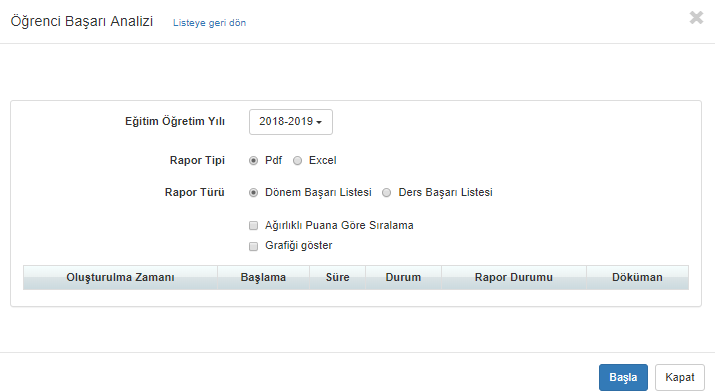 Öğrenci Başarı Analizi Listeye geri dön
Eğitim Öğretim Yılı 2018-2019
Rapor Tipi Pdf Excel
Rapor Türü Dönem Başarı Listesi Ders Başarı Listesi
Ağırlıklı Puana Göre Sıralama
Grafiği göster
Oluşturulma Zamanı Başlama Süre Durum Rapor Durumu Döküman
Başla Kapat